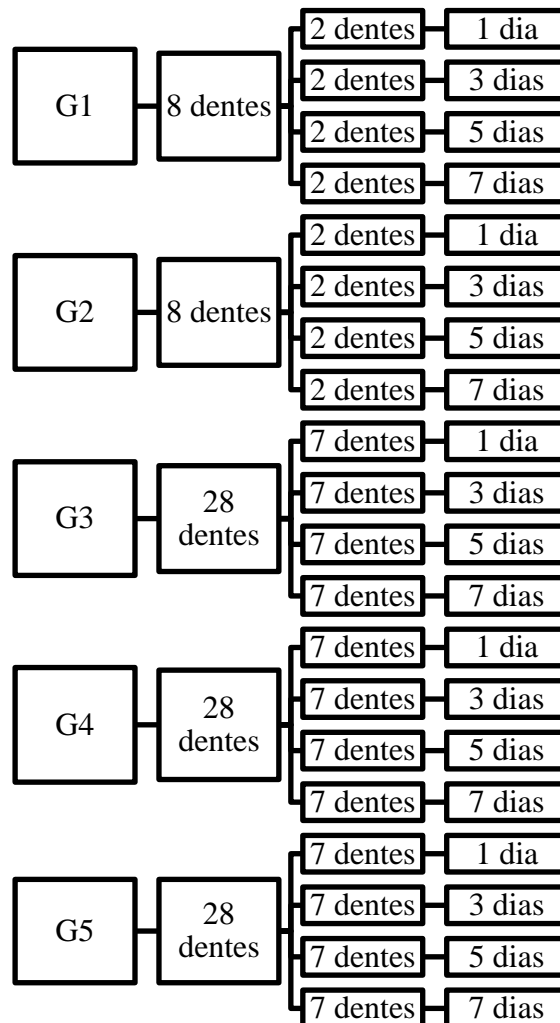 G1
8 dentes
2 dentes
1 dia
2 dentes
3 dias
2 dentes
5 dias
2 dentes
7 dias
G2
8 dentes
2 dentes
1 dia
2 dentes
3 dias
2 dentes
5 dias
2 dentes
7 dias
G3
28
dentes
7 dentes
1 dia
7 dentes
3 dias
7 dentes
5 dias
7 dentes
7 dias
G4
28
dentes
7 dentes
1 dia
7 dentes
3 dias
7 dentes
5 dias
7 dentes
7 dias
G5
28
dentes
7 dentes
1 dia
7 dentes
3 dias
7 dentes
5 dias
7 dentes
7 dias